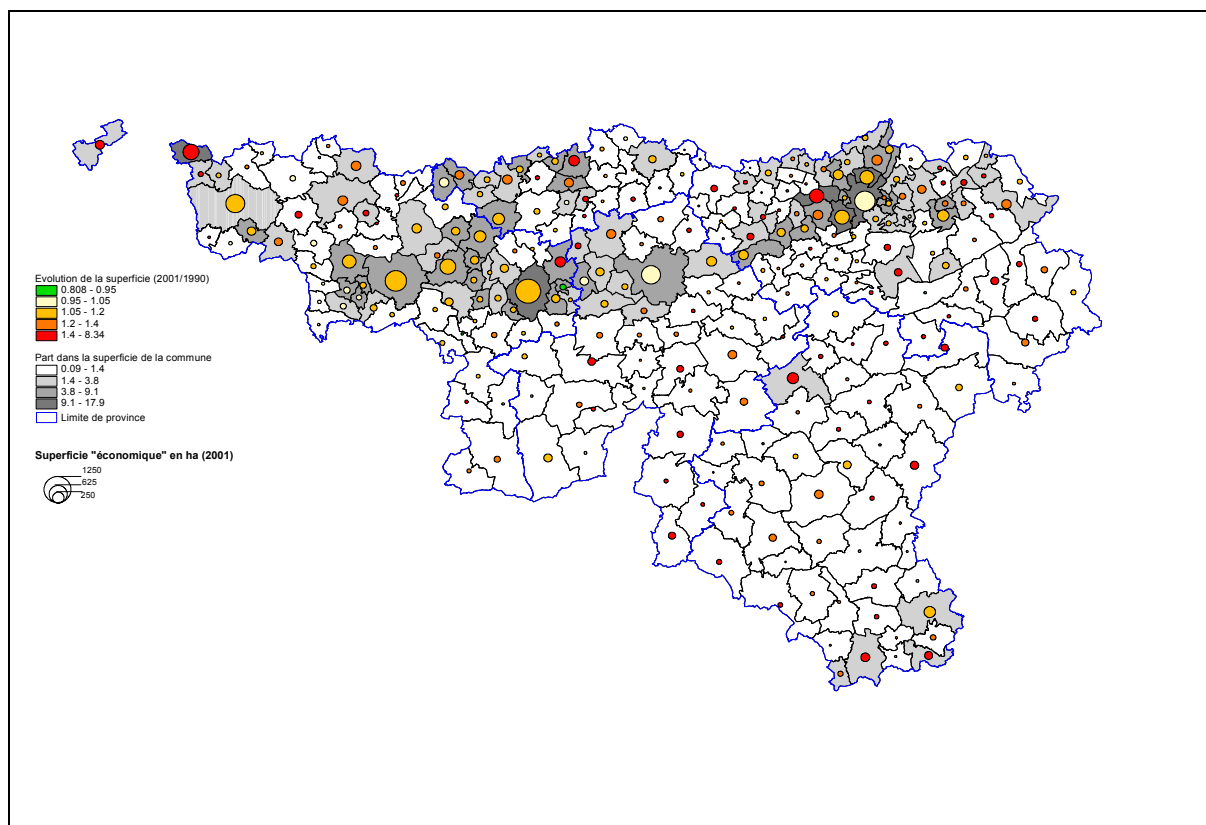 Evolution de la superficie (2001/1990)
0.808 - 0.95
0.95 - 1.05
1.05 - 1.2
1.2 - 1.4
1.4 - 8.34
Part dans la superficie de la commune
0.09 - 1.4
1.4 - 3.8
3.8 - 9.1
9.1 - 17.9
Limite de province
Superficie "économique" en ha (2001)
1250
625
250